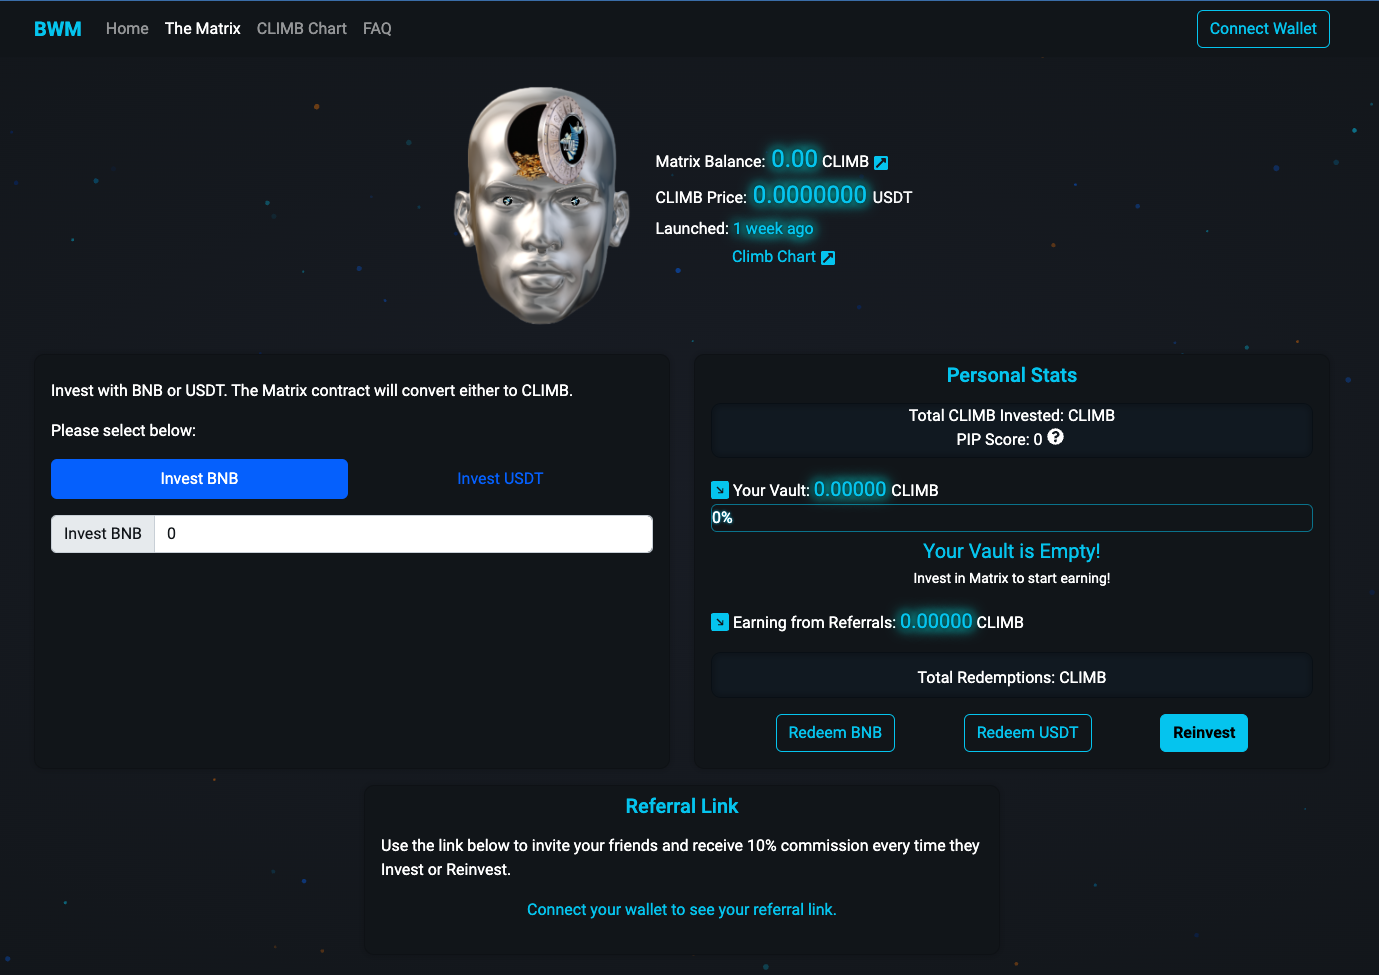 BWM Home The Matrix CLIMB Chart FAQ Connect Wallet
Matrix Balance: 0.00 CLIMB
CLIMB Price: 0.0000000 USDT
Launched: 1 week ago
Climb Chart
Invest with BNB or USDT. The Matrix contract will convert either to CLIMB.
Please select below:
Invest BNB Invest USDT
Invest BNB 0
Personal Stats
Total CLIMB Invested: CLIMB
PIP Score: 0
Your Vault: 0.00000 CLIMB
0%
Your Vault is Empty!
Invest in Matrix to start earning!
Earning from Referrals: 0.00000 CLIMB
Total Redemptions: CLIMB
Redeem BNB Redeem USDT Reinvest
Referral Link
Use the link below to invite your friends and receive 10% commission every time they
Invest or Reinvest.
Connect your wallet to see your referral link.